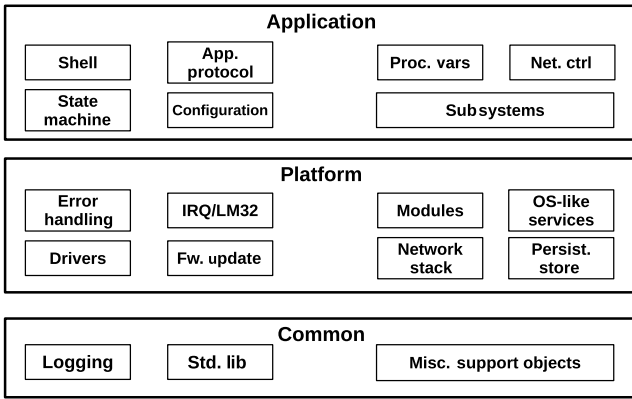 Application
Shell
App.
protocol
Proc. vars
Net. ctrl
State
machine
Configuration
Subsystems
Platform
Error
handling
IRQ/LM32
Modules
OS-like
services
Drivers
Fw. update
Network
stack
Persist.
store
Common
Logging
Std. lib
Misc. support objects